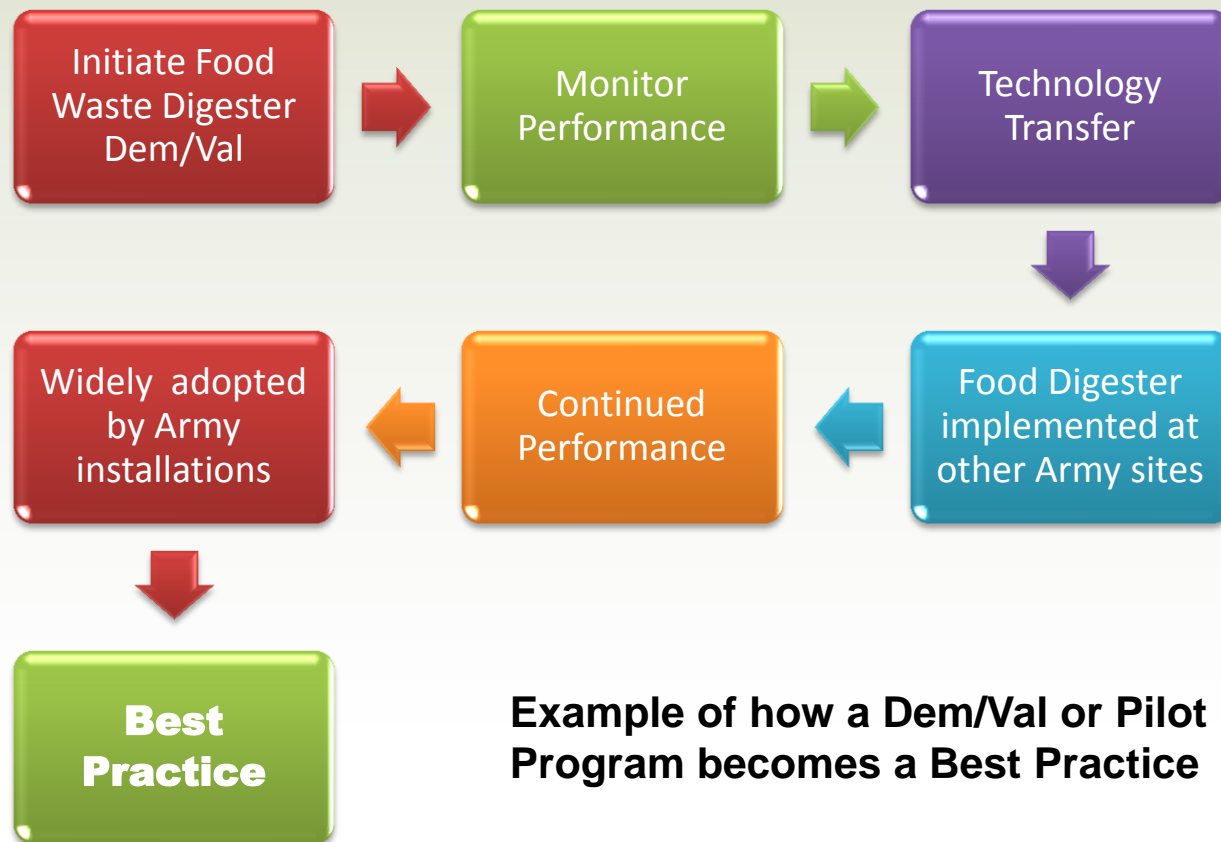 Initiate Food
Waste Digester
Dem/Val
Monitor
Performance
Technology
Transfer
Food Digester
implemented at
other Army sites
Continued
Performance
Widely adopted
by Army
installations
Best
Practice
Example of how a Dem/Val or Pilot
Program becomes a Best Practice